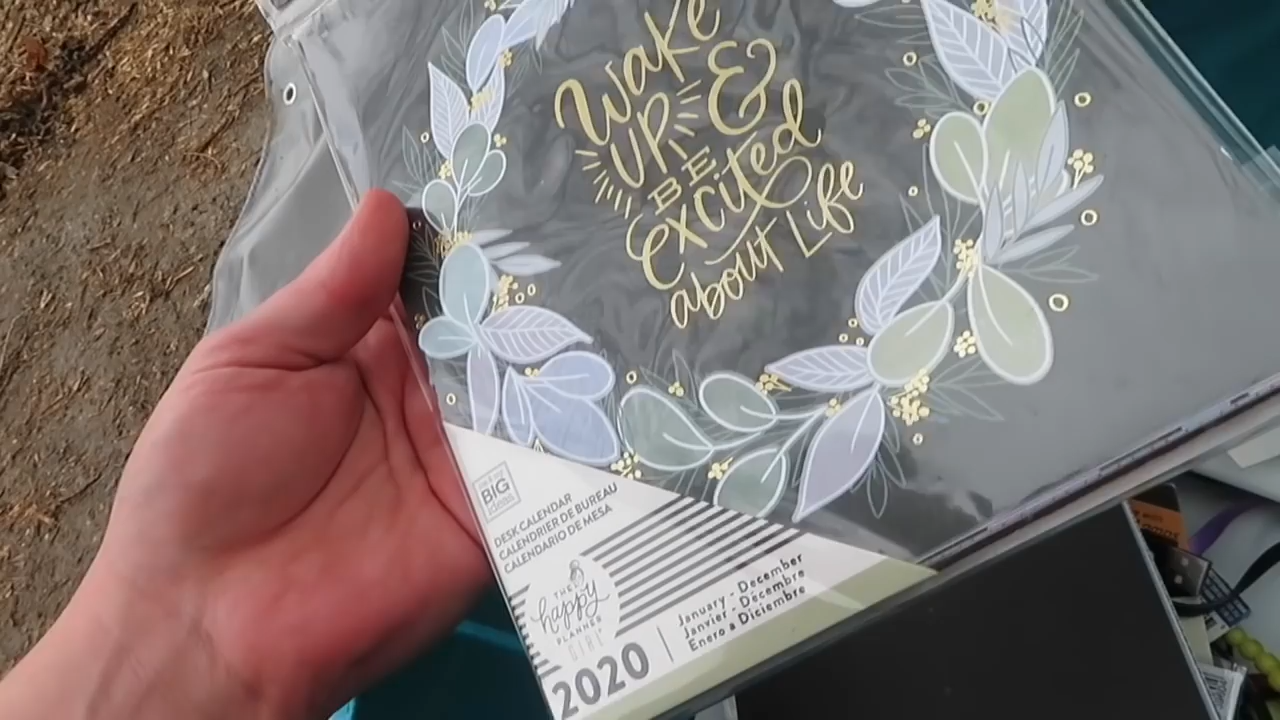 Wake
UP &
BE
excited
about Life
me & my
BIG
ideas
DESK CALENDAR
CALENDRIER DE BUREAU
CALENDARIO DE MESA
THE
happy
PLANNER
GIRL
2020
January - December
Janvier - Décembre
Enero a Diciembre